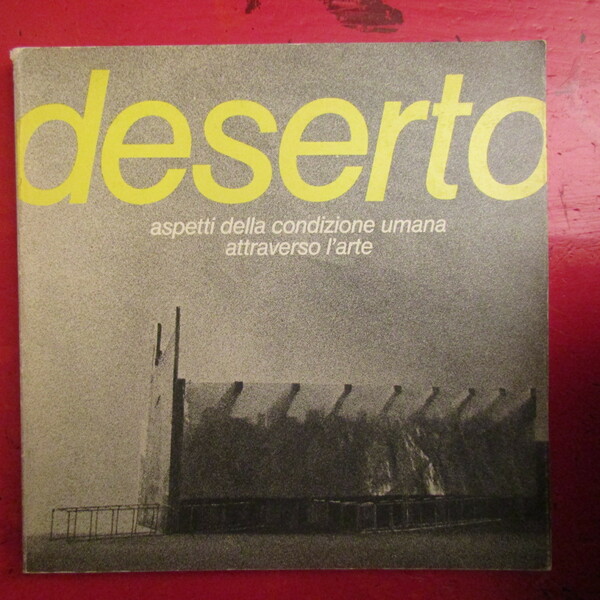 deserto
aspetti della condizione umana
attraverso l'arte